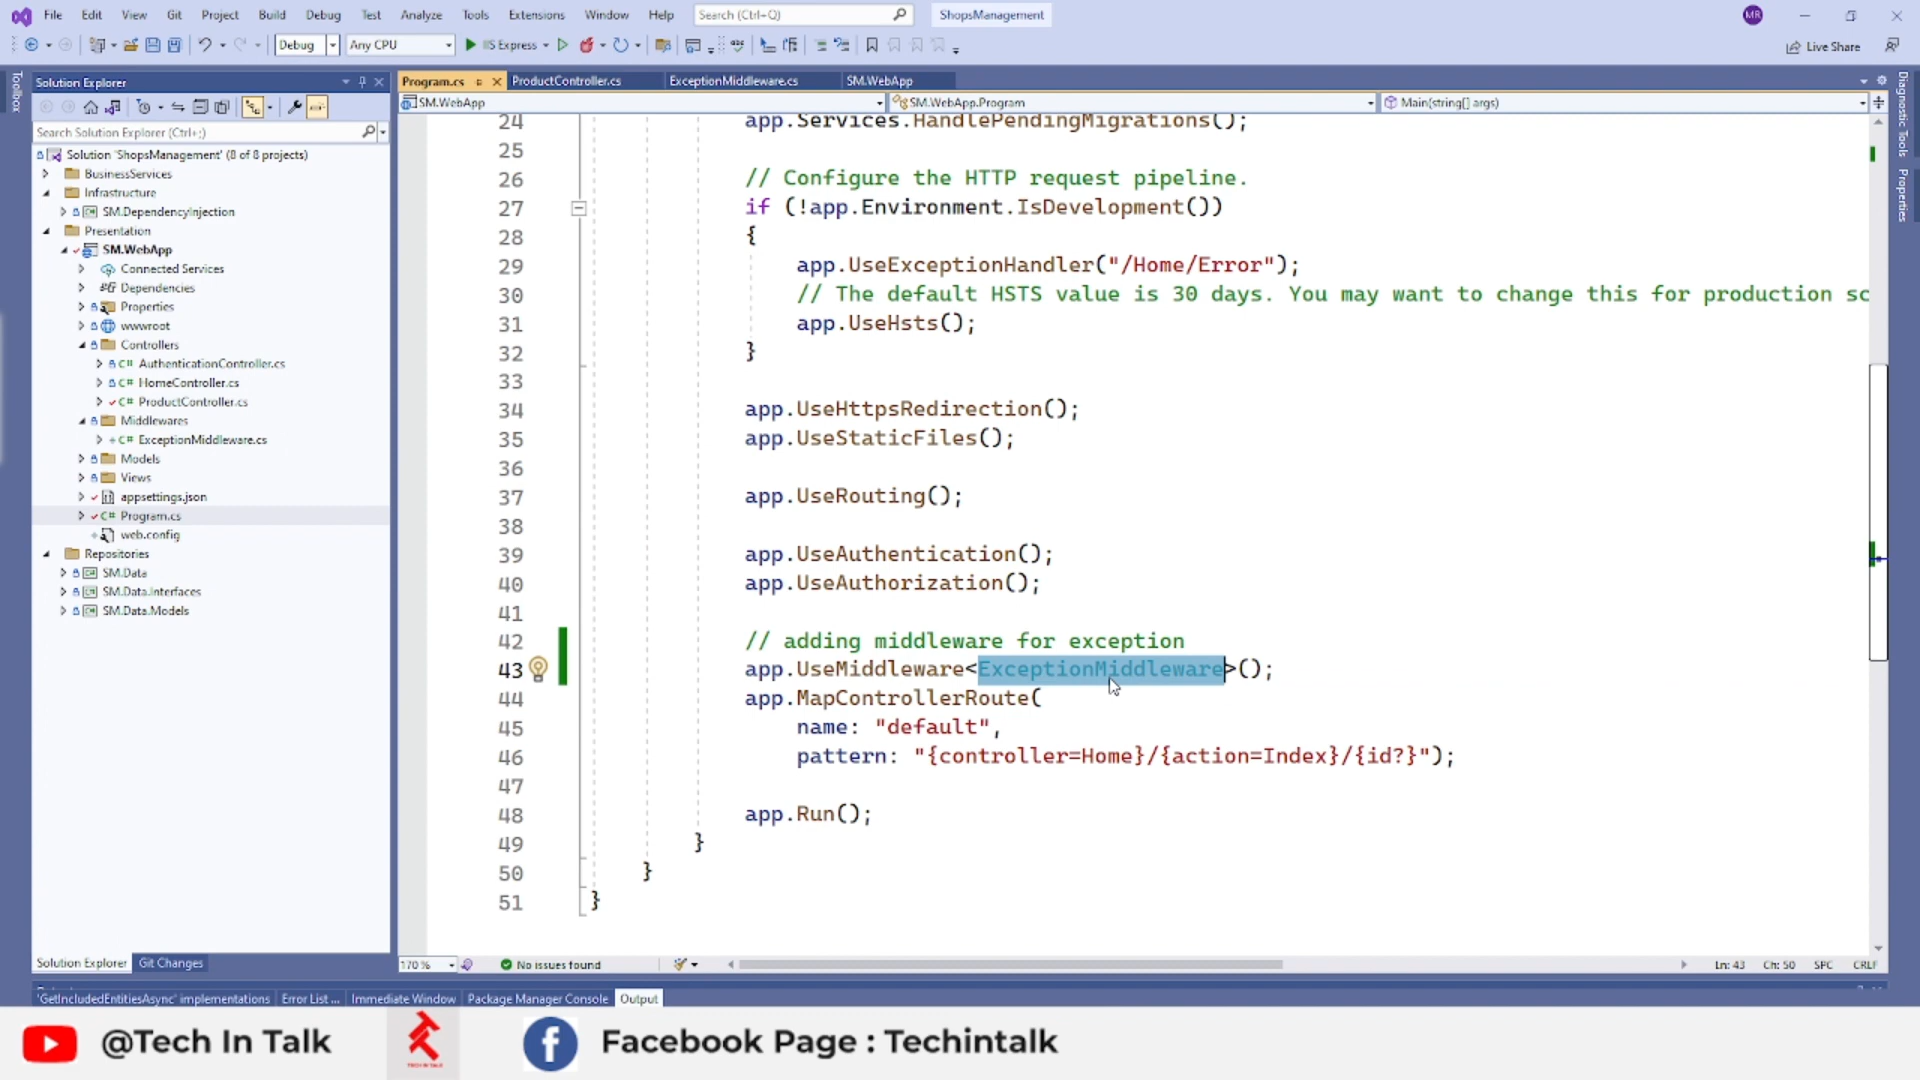 File Edit View Git Project Build Debug Test Analyze Tools Extensions Window Help Search (Ctrl+Q) ShopsManagement MR
Debug Any CPU IIS Express Live Share
Toolbox
Solution Explorer
Search Solution Explorer (Ctrl+;)
Solution 'ShopsManagement' (8 of 8 projects)
BusinessServices
Infrastructure
SM.DependencyInjection
Presentation
SM.WebApp
Connected Services
Dependencies
Properties
wwwroot
Controllers
AuthenticationController.cs
HomeController.cs
ProductController.cs
Middlewares
ExceptionMiddleware.cs
Models
Views
appsettings.json
Program.cs
web.config
Repositories
SM.Data
SM.Data.Interfaces
SM.Data.Models
Solution Explorer Git Changes
Program.cs ProductController.cs ExceptionMiddleware.cs SM.WebApp
SM.WebApp SM.WebApp.Program Main(string[] args)
24 app.Services.HandlePendingMigrations();
25
26 // Configure the HTTP request pipeline.
27 if (!app.Environment.IsDevelopment())
28 {
29 app.UseExceptionHandler("/Home/Error");
30 // The default HSTS value is 30 days. You may want to change this for production sc
31 app.UseHsts();
32 }
33
34 app.UseHttpsRedirection();
35 app.UseStaticFiles();
36
37 app.UseRouting();
38
39 app.UseAuthentication();
40 app.UseAuthorization();
41
42 // adding middleware for exception
43 app.UseMiddleware<ExceptionMiddleware>();
44 app.MapControllerRoute(
45 name: "default",
46 pattern: "{controller=Home}/{action=Index}/{id?}");
47
48 app.Run();
49 }
50 }
51 }
170 % No issues found Ln: 43 Ch: 50 SPC CRLF
Diagnostic Tools
Properties
'GetIncludedEntitiesAsync' implementations Error List ... Immediate Window Package Manager Console Output
@Tech In Talk TECH IN TALK Facebook Page : Techintalk